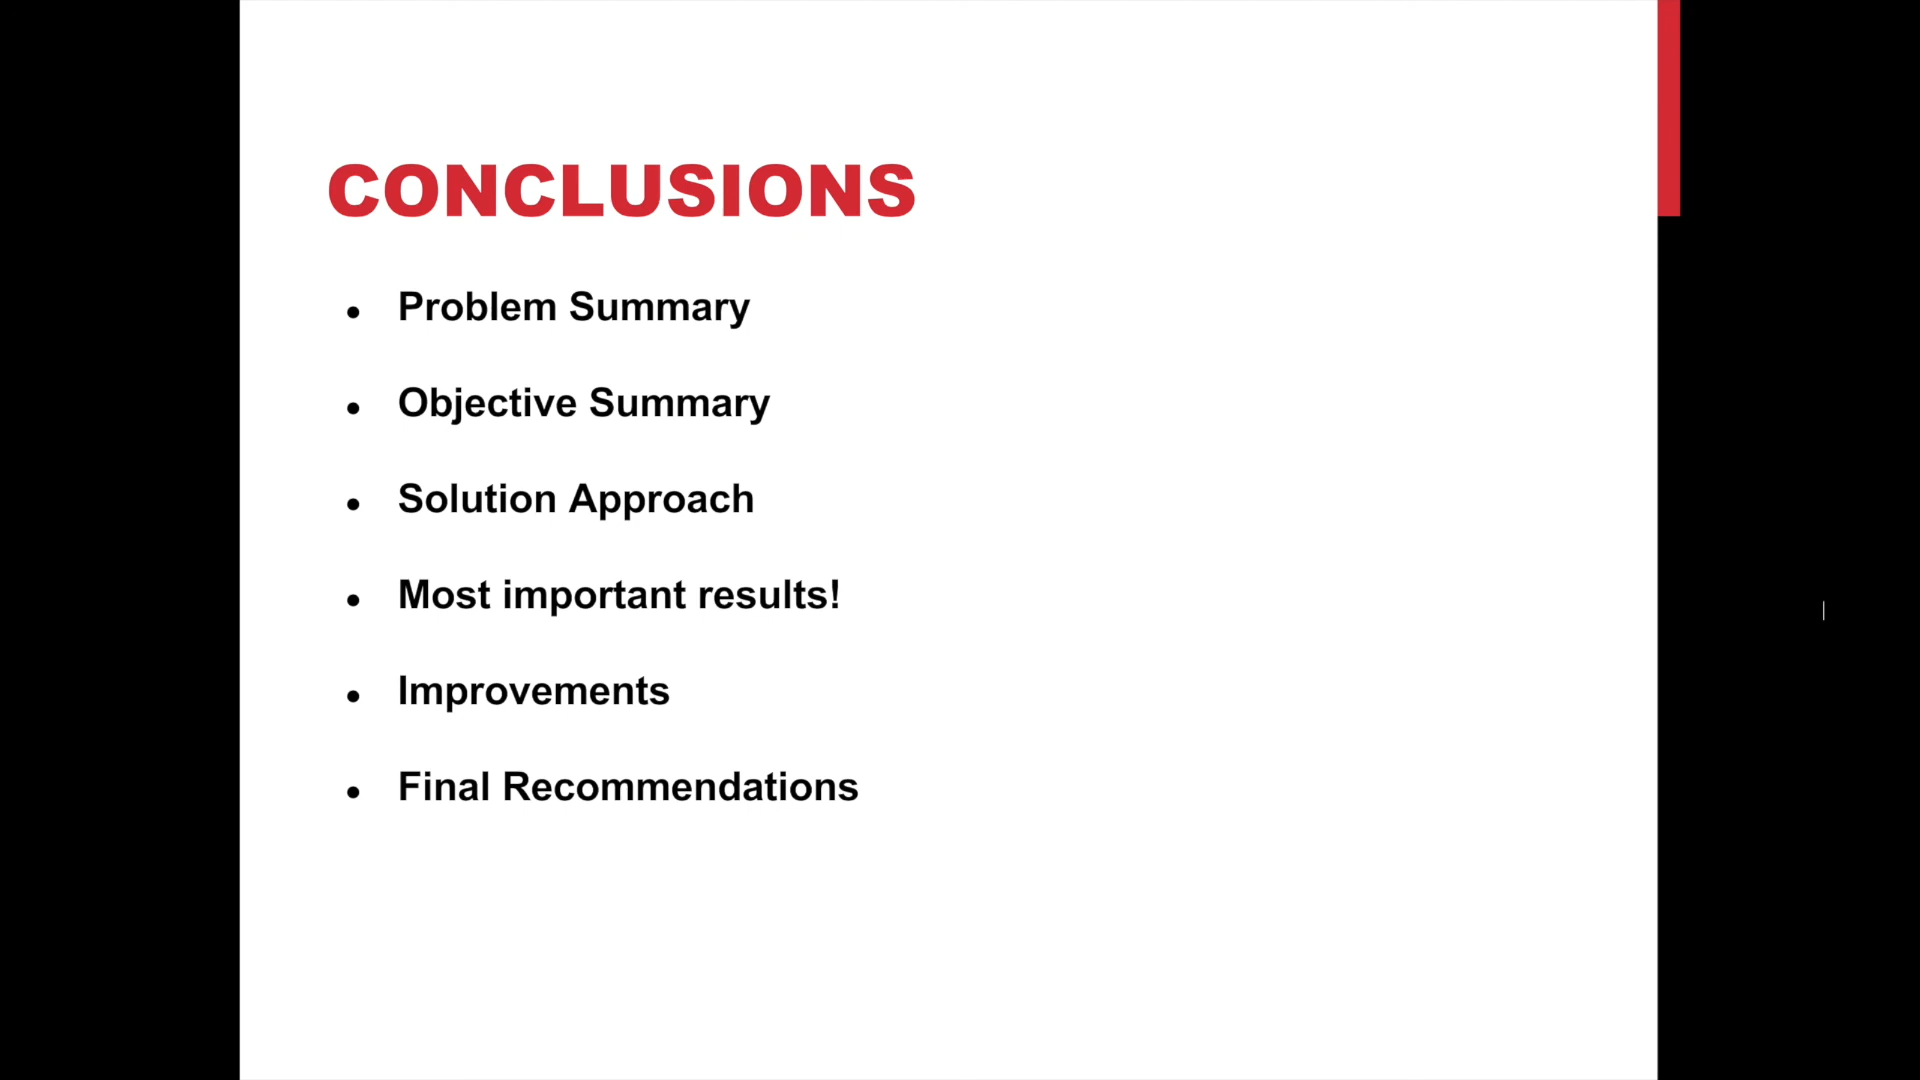 CONCLUSIONS
• Problem Summary
• Objective Summary
• Solution Approach
• Most important results!
• Improvements
• Final Recommendations